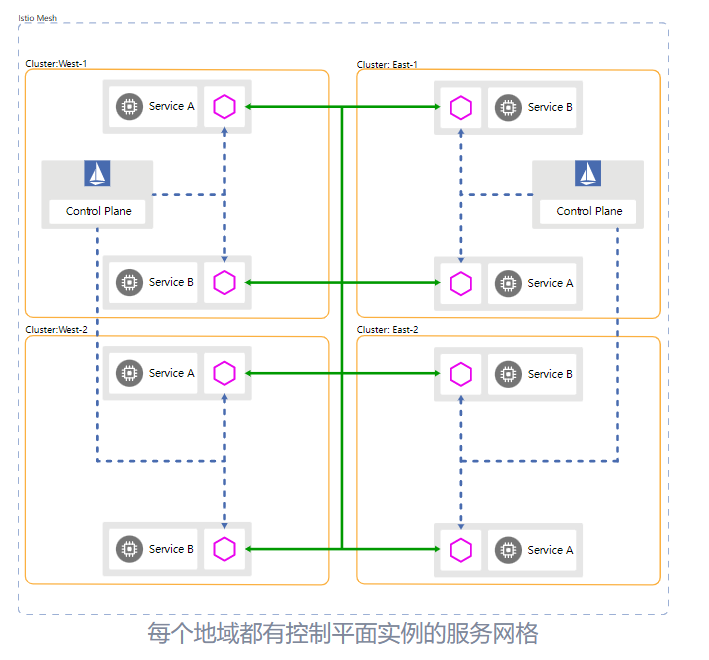 Istio Mesh
Cluster:West-1
Cluster: East-1
Service A
Service B
Control Plane
Control Plane
Service B
Service A
Cluster:West-2
Cluster: East-2
Service A
Service B
Service B
Service A
每个地域都有控制平面实例的服务网格